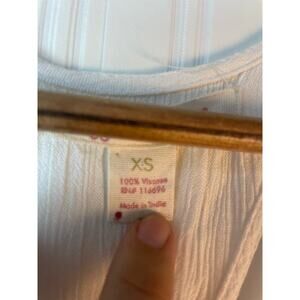 XS
100% Viscose
RN# 116696
Made in India